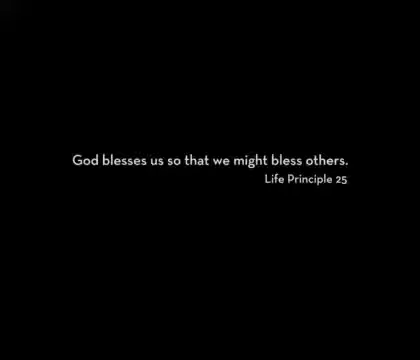 God blesses us so that we might bless others.
Life Principle 25